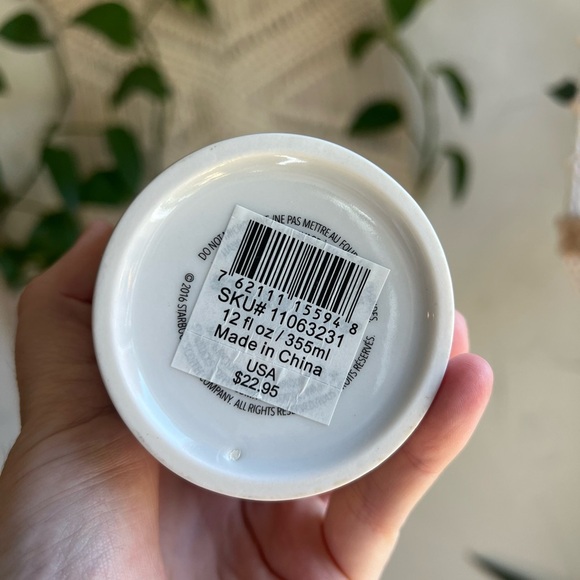 DO NOT
NE PAS METTRE AU FOUR
© 2016 STARBU
7 62111 15594 8
SKU# 11063231
12 fl oz / 355ml
Made in China
USA
$22.95
COMPANY. ALL RIGHTS RES
RÉSERVÉS.